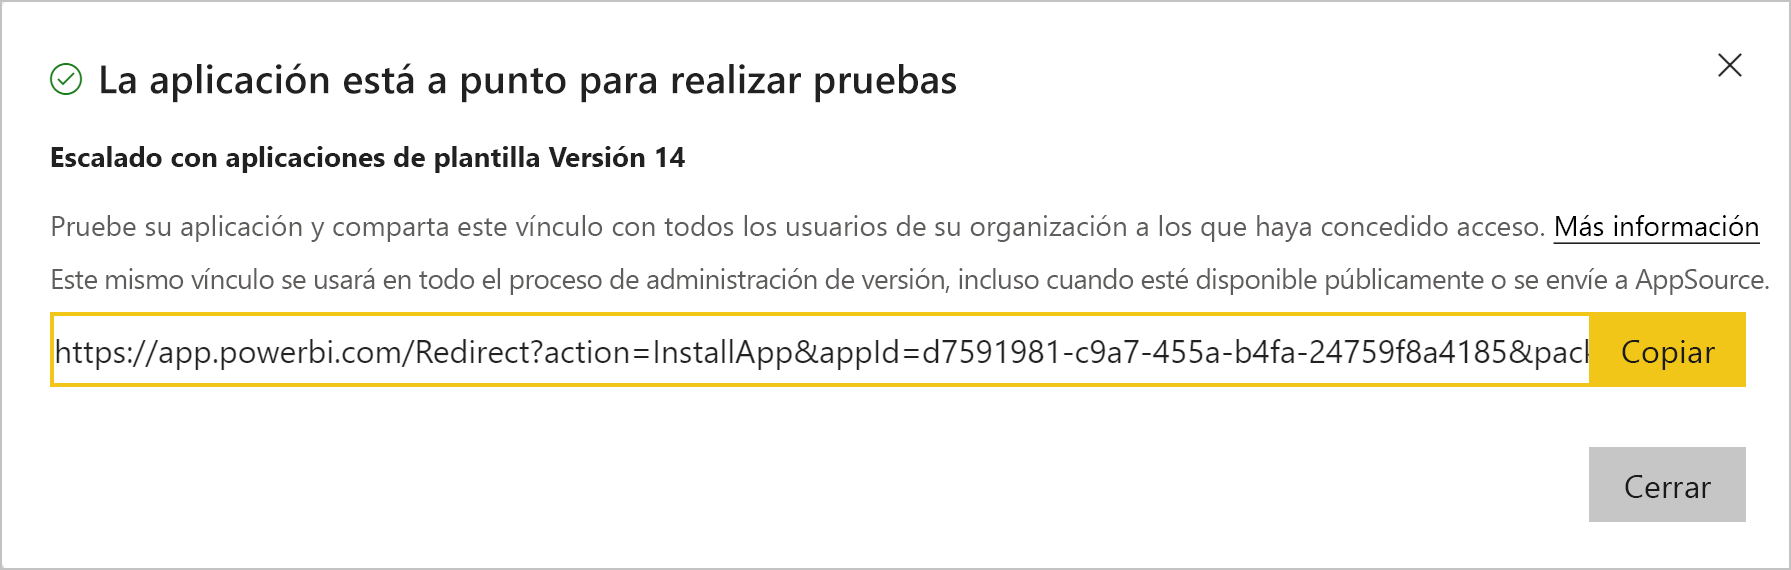 La aplicación está a punto para realizar pruebas
Escalado con aplicaciones de plantilla Versión 14
Pruebe su aplicación y comparta este vínculo con todos los usuarios de su organización a los que haya concedido acceso. Más información
Este mismo vínculo se usará en todo el proceso de administración de versión, incluso cuando esté disponible públicamente o se envíe a AppSource.
https://app.powerbi.com/Redirect?action=InstallApp&appId=d7591981-c9a7-455a-b4fa-24759f8a4185&pack Copiar
Cerrar